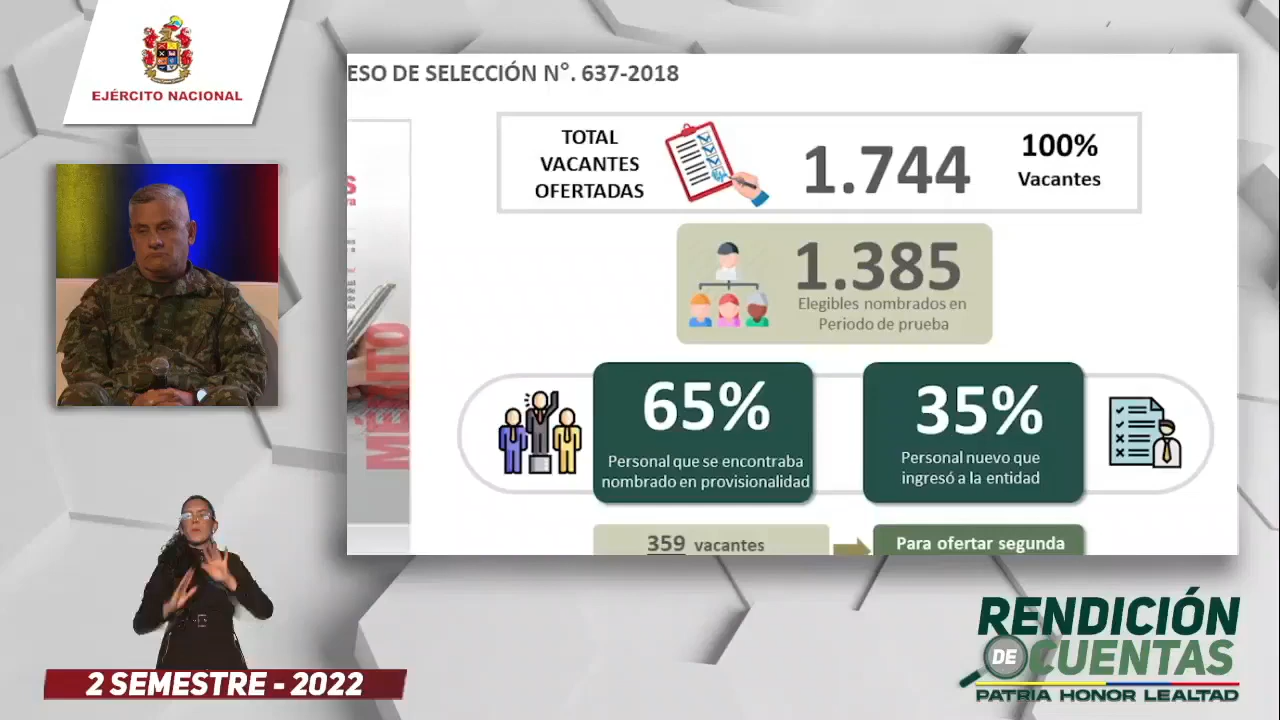 EJÉRCITO NACIONAL
ESO DE SELECCIÓN N°. 637-2018
TOTAL
VACANTES
OFERTADAS
1.744
100%
Vacantes
1.385
Elegibles nombrados en
Periodo de prueba
MÉRITO
65%
Personal que se encontraba
nombrado en provisionalidad
35%
Personal nuevo que
ingresó a la entidad
359 vacantes
Para ofertar segunda
2 SEMESTRE - 2022
RENDICIÓN
DE CUENTAS
PATRIA HONOR LEALTAD